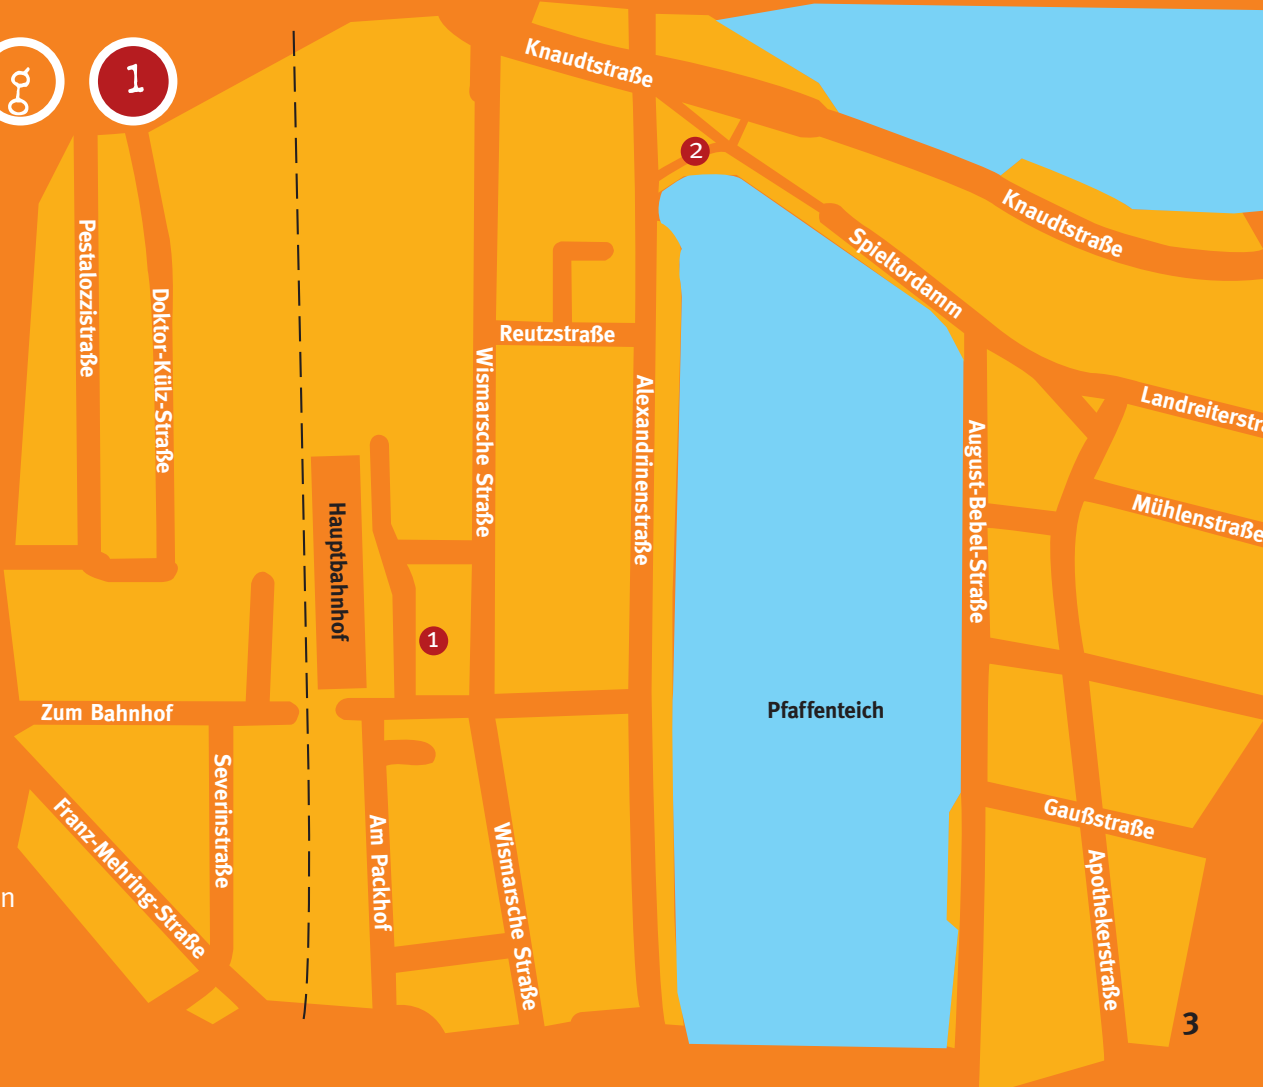 g
1
Knaudtstraße
2
Knaudtstraße
Pestalozzistraße
Doktor-Külz-Straße
Spieltordamm
Reutzstraße
Wismarsche Straße
Alexandrinenstraße
Landreiterstr
August-Bebel-Straße
Mühlenstraße
Hauptbahnhof
1
Zum Bahnhof
Pfaffenteich
Severinstraße
Franz-Mehring-Straße
Am Packhof
Wismarsche Straße
Gaußstraße
Apothekerstraße
n
3